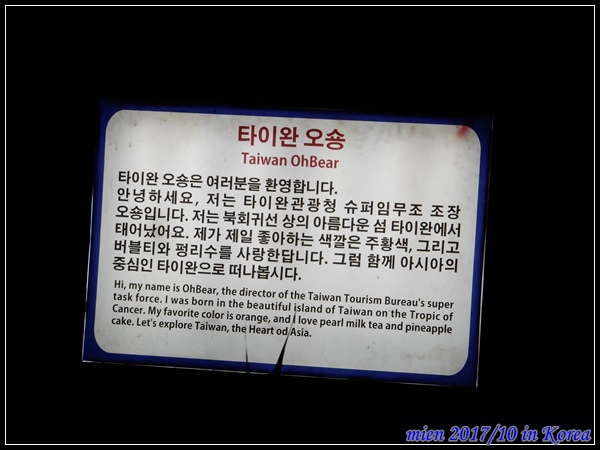 타이완 오숑
Taiwan OhBear
타이완 오숑은 여러분을 환영합니다.
안녕하세요, 저는 타이완관광청 슈퍼임무조 조장
오숑입니다. 저는 북회귀선 상의 아름다운 섬 타이완에서
태어났어요. 제가 제일 좋아하는 색깔은 주황색, 그리고
버블티와 펑리수를 사랑한답니다. 그럼 함께 아시아의
중심인 타이완으로 떠나봅시다.
Hi, my name is OhBear, the director of the Taiwan Tourism Bureau's super
task force. I was born in the beautiful island of Taiwan on the Tropic of
Cancer. My favorite color is orange, and I love pearl milk tea and pineapple
cake. Let's explore Taiwan, the Heart od Asia.
mien 2017/10 in Korea